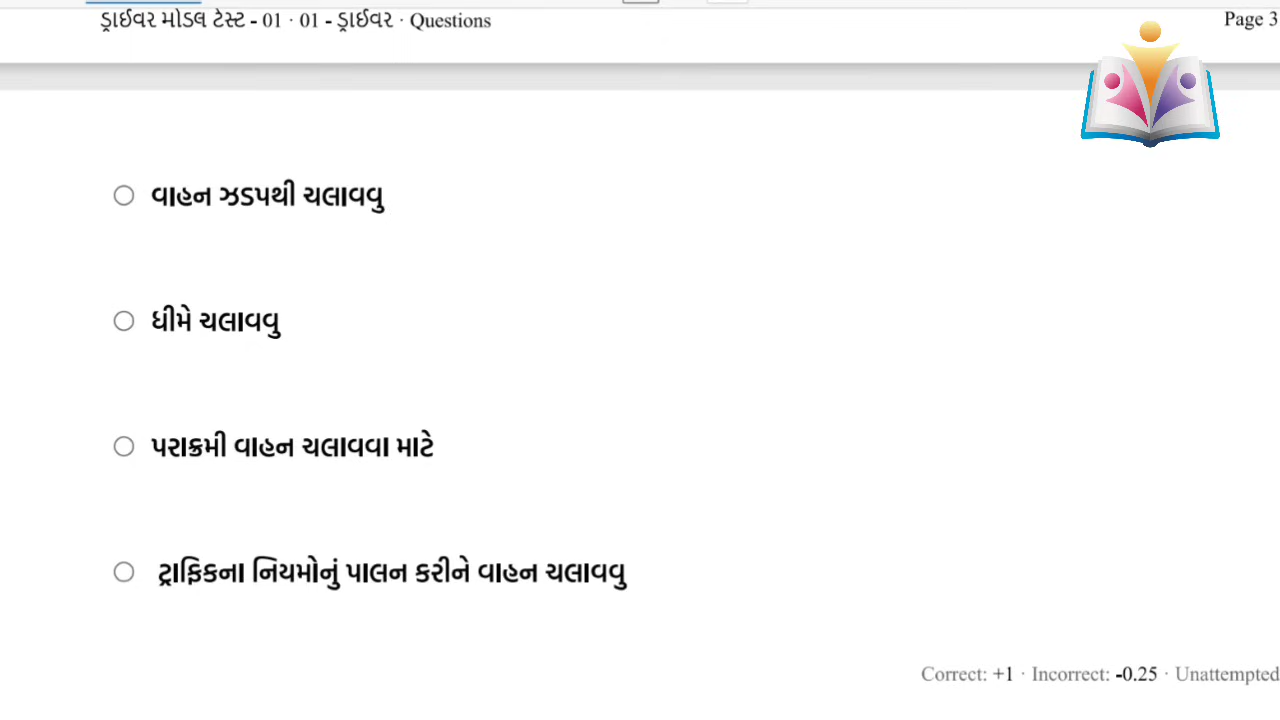 ડ્રાઈવર મોડલ ટેસ્ટ - 01 · 01 - ડ્રાઈવર · Questions
Page 3
વાહન ઝડપથી ચલાવવુ
ધીમે ચલાવવુ
પરાક્રમી વાહન ચલાવવા માટે
ટ્રાફિકના નિયમોનું પાલન કરીને વાહન ચલાવવુ
Correct: +1 · Incorrect: -0.25 · Unattempted